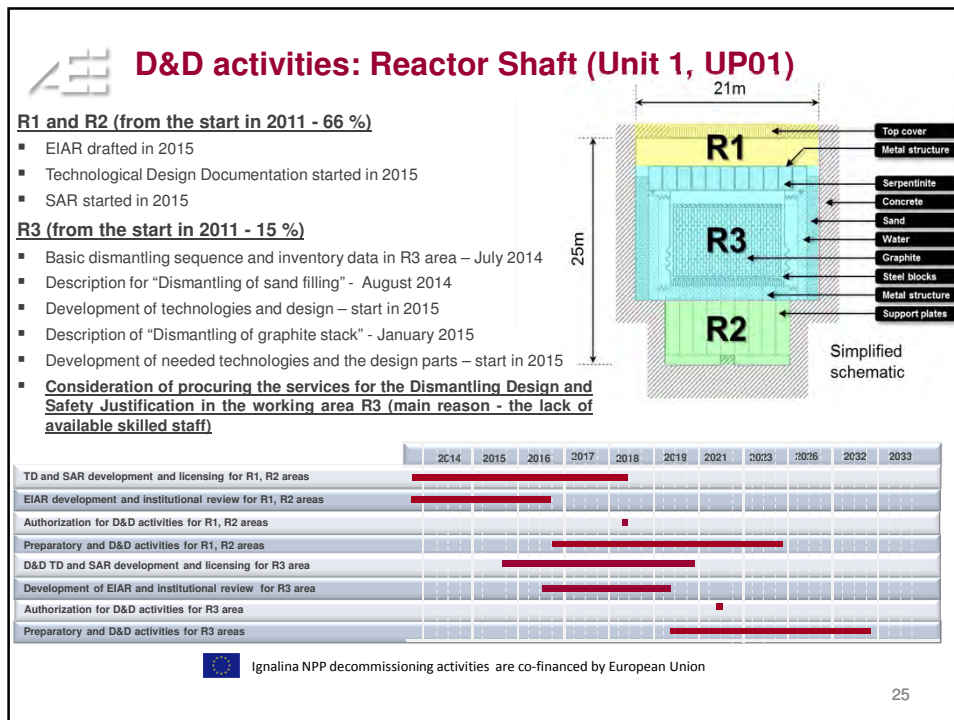 D&D activities: Reactor Shaft (Unit 1, UP01)
R1 and R2 (from the start in 2011 - 66 %)
▪ EIAR drafted in 2015
▪ Technological Design Documentation started in 2015
▪ SAR started in 2015
R3 (from the start in 2011 - 15 %)
▪ Basic dismantling sequence and inventory data in R3 area – July 2014
▪ Description for “Dismantling of sand filling” - August 2014
▪ Development of technologies and design – start in 2015
▪ Description of “Dismantling of graphite stack” - January 2015
▪ Development of needed technologies and the design parts – start in 2015
▪ Consideration of procuring the services for the Dismantling Design and
Safety Justification in the working area R3 (main reason - the lack of
available skilled staff)
21m
25m
R1
R3
R2
Top cover
Metal structure
Serpentinite
Concrete
Sand
Water
Graphite
Steel blocks
Metal structure
Support plates
Simplified
schematic
2014 2015 2016 2017 2018 2019 2021 2023 2026 2032 2033
TD and SAR development and licensing for R1, R2 areas
EIAR development and institutional review for R1, R2 areas
Authorization for D&D activities for R1, R2 areas
Preparatory and D&D activities for R1, R2 areas
D&D TD and SAR development and licensing for R3 area
Development of EIAR and institutional review for R3 area
Authorization for D&D activities for R3 area
Preparatory and D&D activities for R3 areas
Ignalina NPP decommissioning activities are co-financed by European Union
25